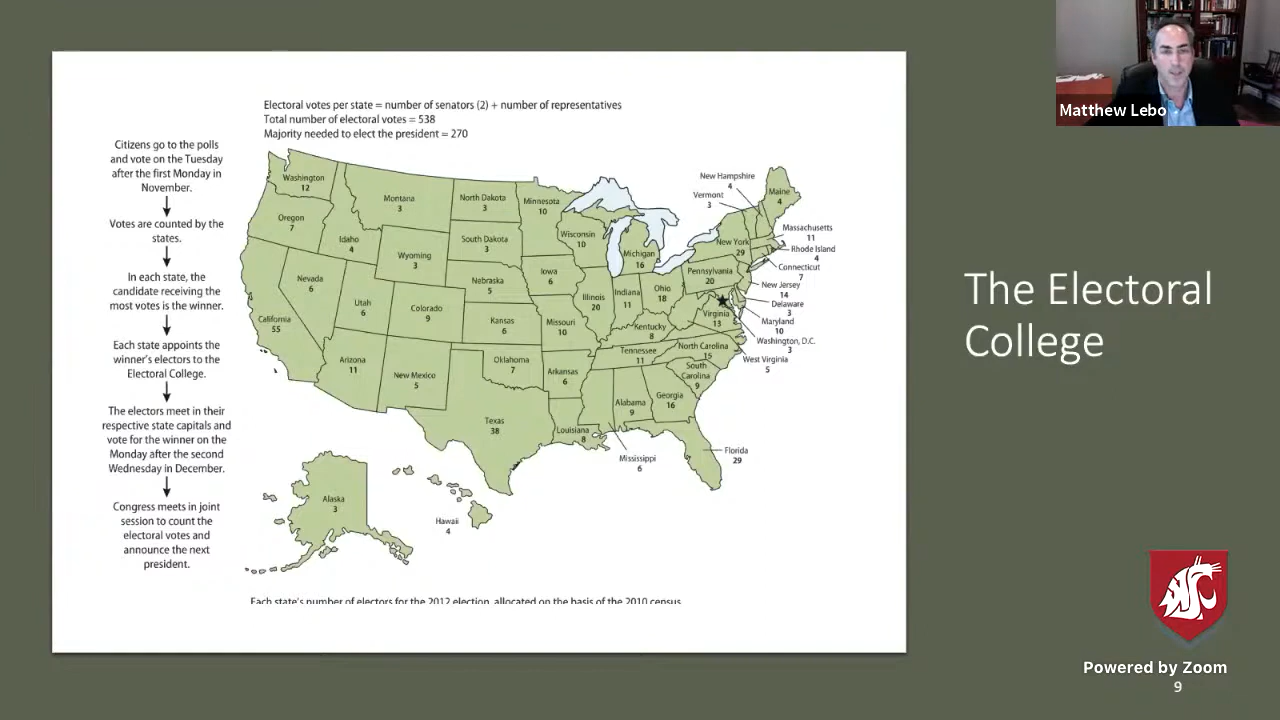 Electoral votes per state = number of senators (2) + number of representatives
Total number of electoral votes = 538
Majority needed to elect the president = 270
Citizens go to the polls
and vote on the Tuesday
after the first Monday in
November.
Votes are counted by the
states.
In each state, the
candidate receiving the
most votes is the winner.
Each state appoints the
winner's electors to the
Electoral College.
The electors meet in their
respective state capitals and
vote for the winner on the
Monday after the second
Wednesday in December.
Congress meets in joint
session to count the
electoral votes and
announce the next
president.
Washington
12
Oregon
7
California
55
Nevada
6
Idaho
4
Montana
3
Wyoming
3
Utah
6
Arizona
11
Colorado
9
New Mexico
5
North Dakota
3
South Dakota
3
Nebraska
5
Kansas
6
Oklahoma
7
Texas
38
Minnesota
10
Iowa
6
Missouri
10
Arkansas
6
Louisiana
8
Wisconsin
10
Illinois
20
Michigan
16
Indiana
11
Ohio
18
Kentucky
8
Tennessee
11
Mississippi
6
Alabama
9
Georgia
16
Florida
29
South
Carolina
9
North Carolina
15
Virginia
13
West Virginia
5
Washington, D.C.
3
Maryland
10
Delaware
3
New Jersey
14
Pennsylvania
20
New York
29
Connecticut
7
Rhode Island
4
Massachusetts
11
Vermont
3
New Hampshire
4
Maine
4
Alaska
3
Hawaii
4
Each state's number of electors for the 2012 election, allocated on the basis of the 2010 census
The Electoral
College
Matthew Lebo
Powered by Zoom
9